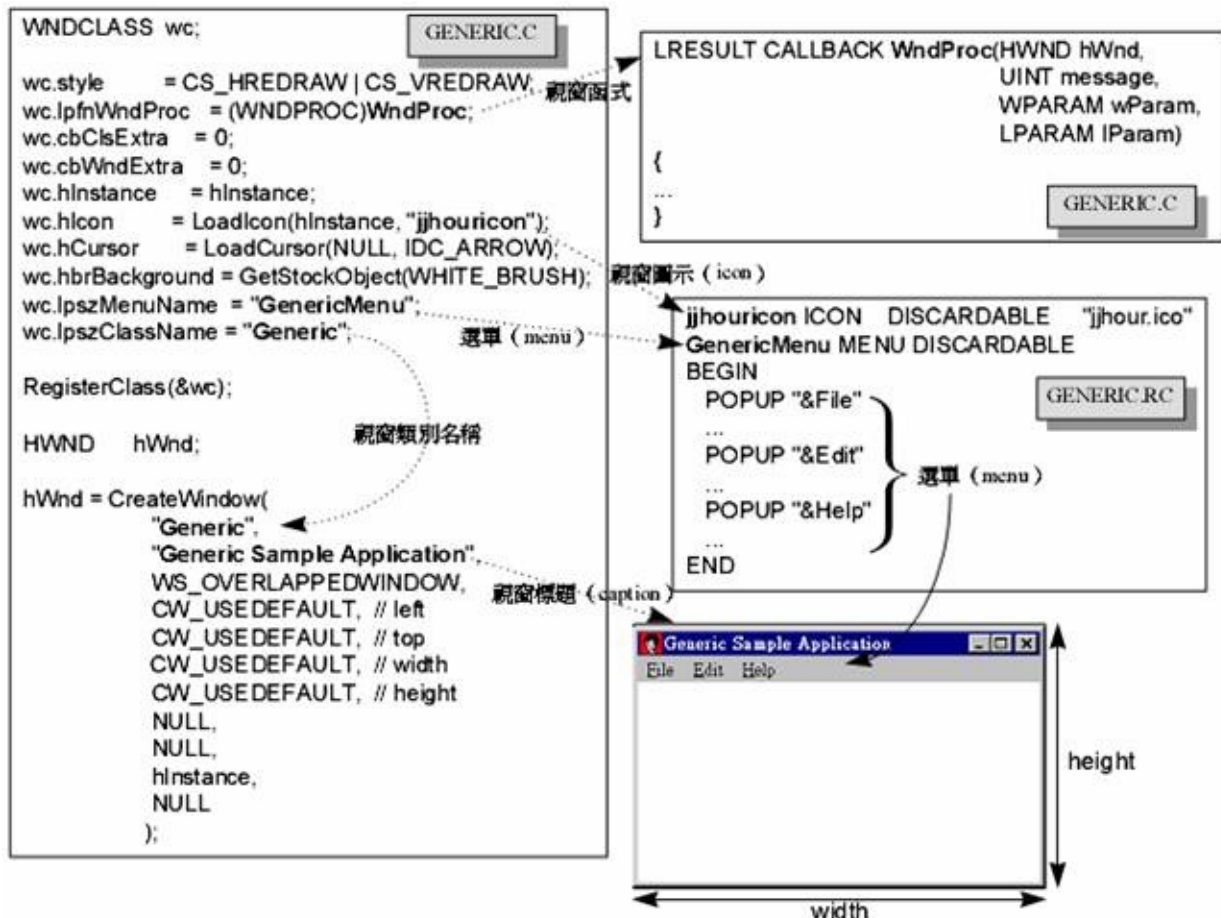 WNDCLASS wc;
GENERIC.C
wc.style = CS_HREDRAW | CS_VREDRAW;
wc.lpfnWndProc = (WNDPROC)WndProc;
wc.cbClsExtra = 0;
wc.cbWndExtra = 0;
wc.hInstance = hInstance;
wc.hIcon = LoadIcon(hInstance, "jjhouricon");
wc.hCursor = LoadCursor(NULL, IDC_ARROW);
wc.hbrBackground = GetStockObject(WHITE_BRUSH);
wc.lpszMenuName = "GenericMenu";
wc.lpszClassName = "Generic";
RegisterClass(&wc);
HWND hWnd;
視窗類別名稱
hWnd = CreateWindow(
"Generic",
"Generic Sample Application",
WS_OVERLAPPEDWINDOW,
CW_USEDEFAULT, // left
CW_USEDEFAULT, // top
CW_USEDEFAULT, // width
CW_USEDEFAULT, // height
NULL,
NULL,
hInstance,
NULL
);
視窗函式
LRESULT CALLBACK WndProc(HWND hWnd,
UINT message,
WPARAM wParam,
LPARAM lParam)
{
...
}
GENERIC.C
視窗圖示（icon）
選單（menu）
jjhouricon ICON DISCARDABLE "jjhour.ico"
GenericMenu MENU DISCARDABLE
BEGIN
GENERIC.RC
POPUP "&File"
...
POPUP "&Edit"
...
POPUP "&Help"
...
END
選單（menu）
視窗標題（caption）
Generic Sample Application
File Edit Help
height
width